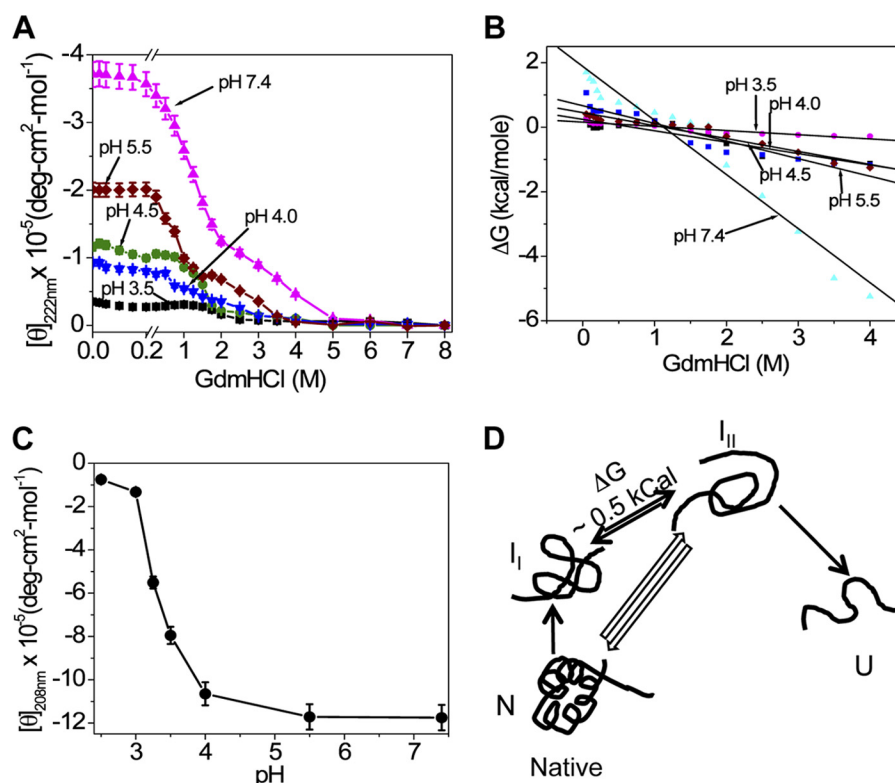 A
-4
-3
-2
-1
0
[θ]222nm x 10-5(deg-cm2-mol-1)
pH 7.4
pH 5.5
pH 4.5
pH 4.0
pH 3.5
0.0 0.2 1 2 3 4 5 6 7 8
GdmHCl (M)
B
2
0
-2
-4
-6
ΔG (kcal/mole)
pH 3.5
pH 4.0
pH 4.5
pH 5.5
pH 7.4
0 1 2 3 4
GdmHCl (M)
C
0
-2
-4
-6
-8
-10
-12
[θ]208nm x 10-5(deg-cm2-mol-1)
3 4 5 6 7
pH
D
III
ΔG
~ 0.5 kCal
II
U
N
Native